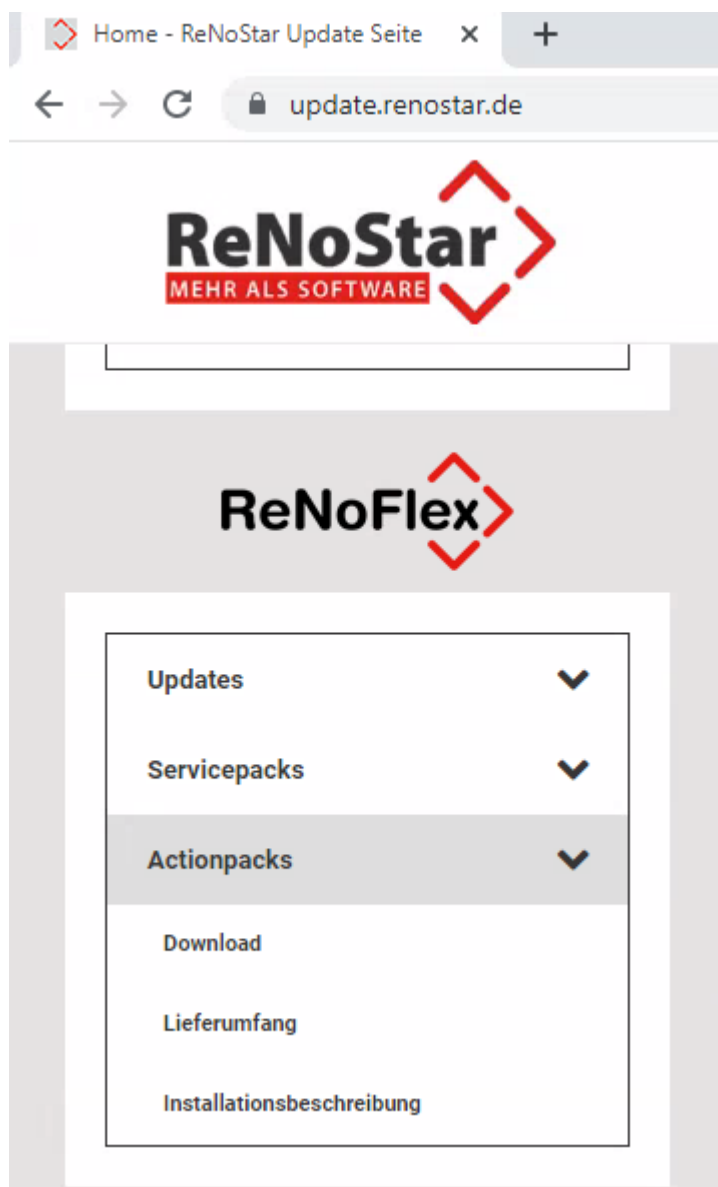 Home - ReNoStar Update Seite
update.renostar.de
ReNoStar
MEHR ALS SOFTWARE
ReNoFlex
Updates
Servicepacks
Actionpacks
Download
Lieferumfang
Installationsbeschreibung